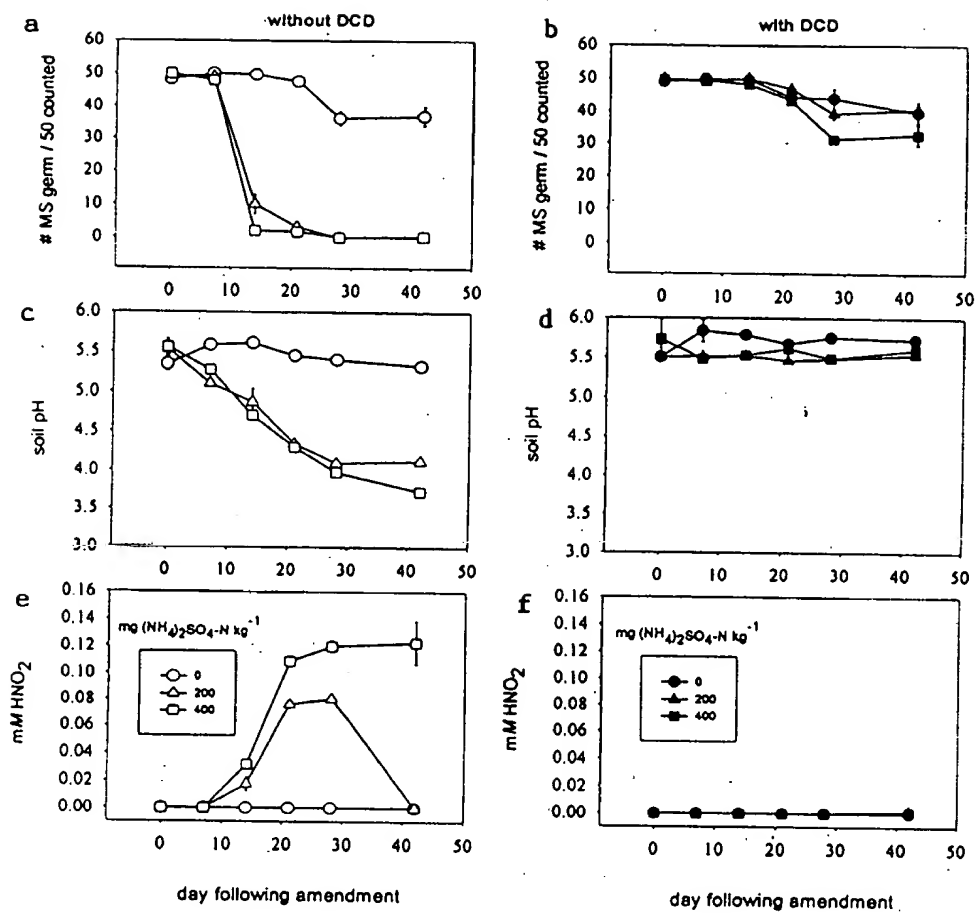 a
without DCD
# MS germ / 50 counted
60
50
40
30
20
10
0
0 10 20 30 40 50
b
with DCD
# MS germ / 50 counted
60
50
40
30
20
10
0
0 10 20 30 40 50
c
soil pH
6.0
5.5
5.0
4.5
4.0
3.5
3.0
0 10 20 30 40 50
d
soil pH
6.0
5.5
5.0
4.5
4.0
3.5
3.0
0 10 20 30 40 50
e
mM HNO2
0.16
0.14
0.12
0.10
0.08
0.06
0.04
0.02
0.00
mg (NH4)2SO4-N kg-1
0
200
400
0 10 20 30 40 50
day following amendment
f
mM HNO2
0.16
0.14
0.12
0.10
0.08
0.06
0.04
0.02
0.00
mg (NH4)2SO4-N kg-1
0
200
400
0 10 20 30 40 50
day following amendment